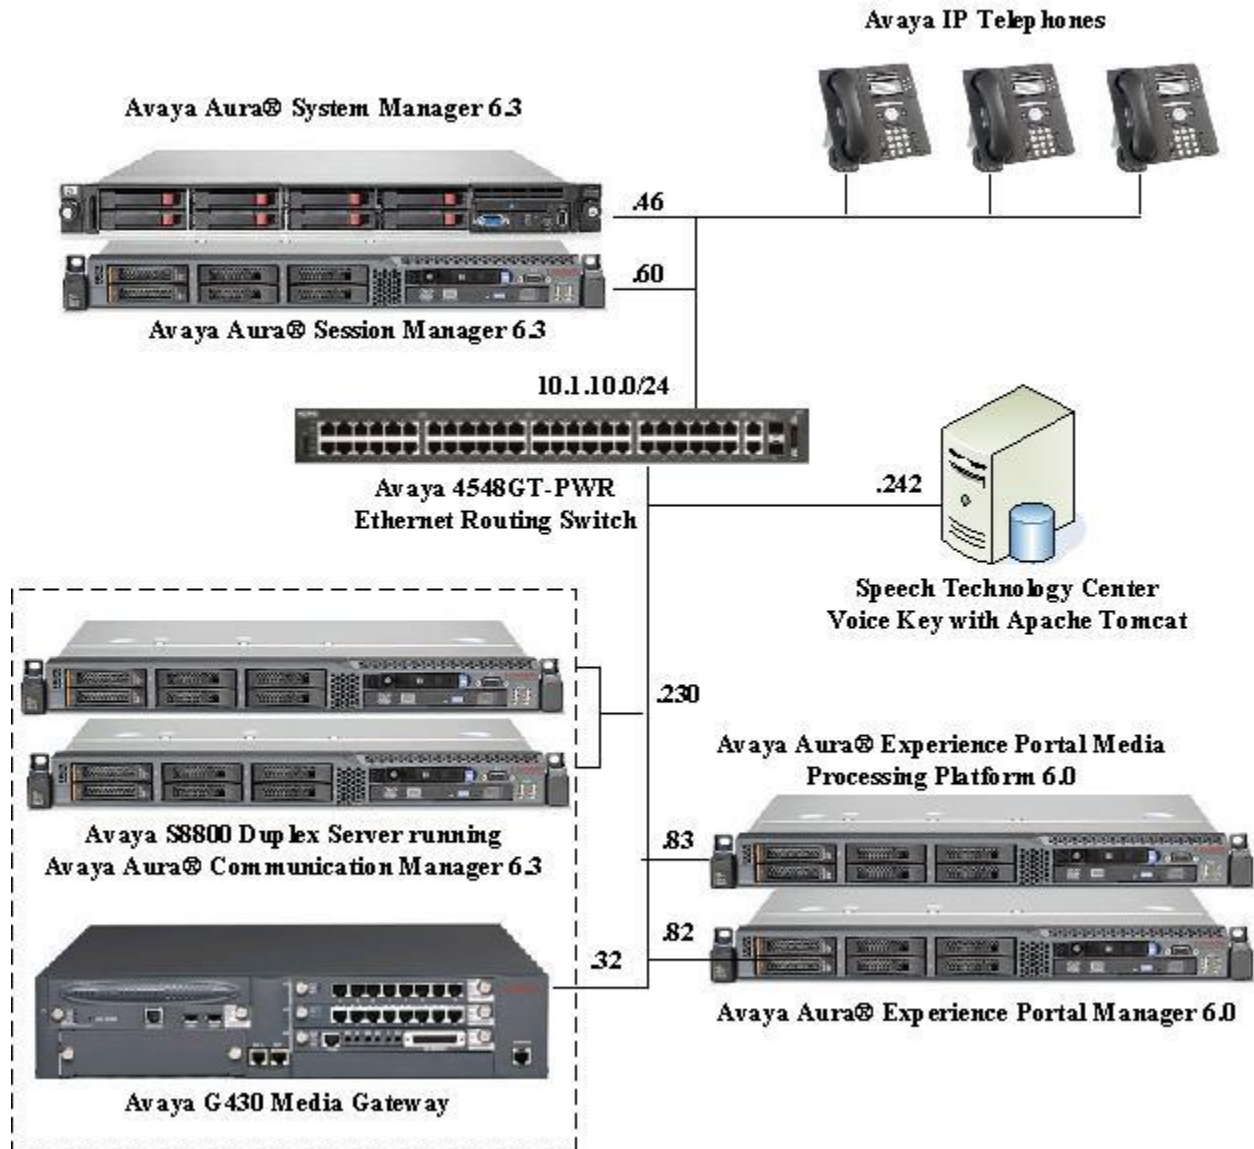 Avaya IP Telephones
Avaya Aura® System Manager 6.3
.46
.60
Avaya Aura® Session Manager 6.3
10.1.10.0/24
Avaya 4548GT-PWR
Ethernet Routing Switch
.242
Speech Technology Center
Voice Key with Apache Tomcat
.230
Avaya S8800 Duplex Server running
Avaya Aura® Communication Manager 6.3
Avaya Aura® Experience Portal Media
Processing Platform 6.0
.83
.82
Avaya Aura® Experience Portal Manager 6.0
.32
Avaya G430 Media Gateway